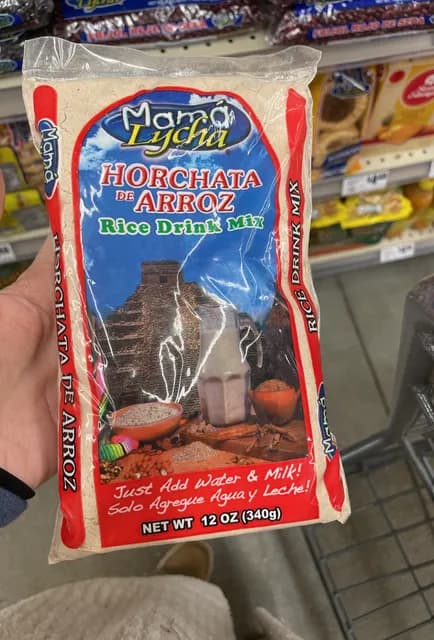 Mamá
Lycha
HORCHATA
DE ARROZ
Rice Drink Mix
Just Add Water & Milk!
Solo Agregue Agua y Leche!
NET WT 12 OZ (340g)
Mamá
HORCHATA DE ARROZ
RICE DRINK MIX
Mamá